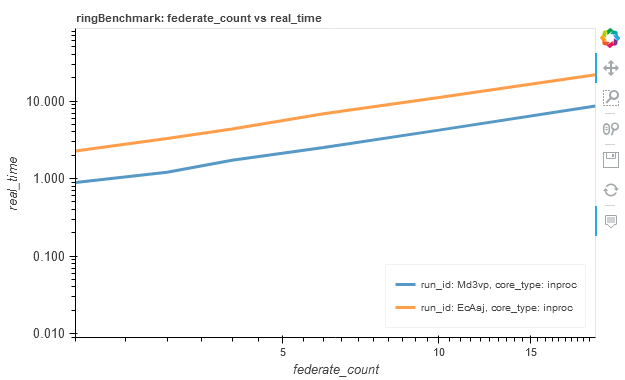 ringBenchmark: federate_count vs real_time
10.000
1.000
0.100
0.010
real_time
run_id: Md3vp, core_type: inproc
run_id: EcAaj, core_type: inproc
5
10
15
federate_count